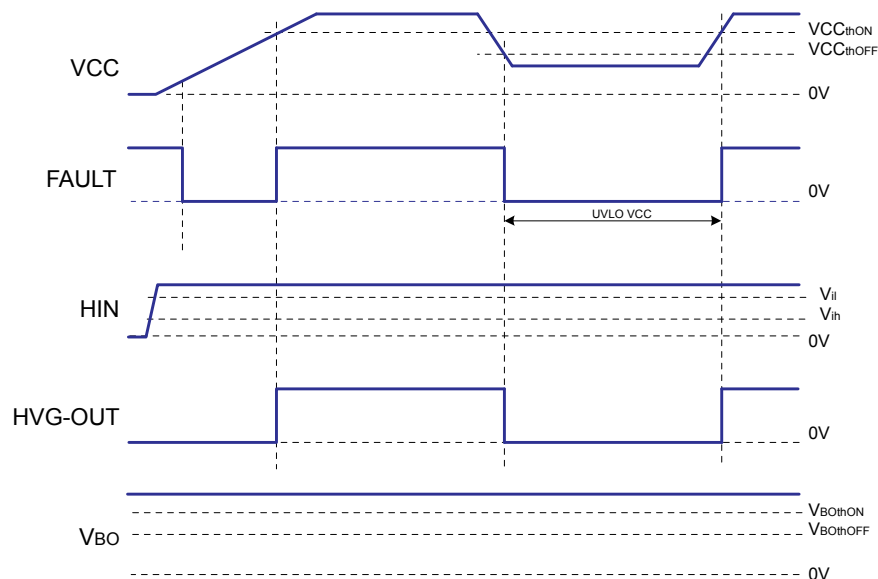 VCCthON
VCCthOFF
VCC
0V
FAULT
0V
UVLO VCC
HIN
Vil
Vih
0V
HVG-OUT
0V
VBOthON
VBOthOFF
VBO
0V